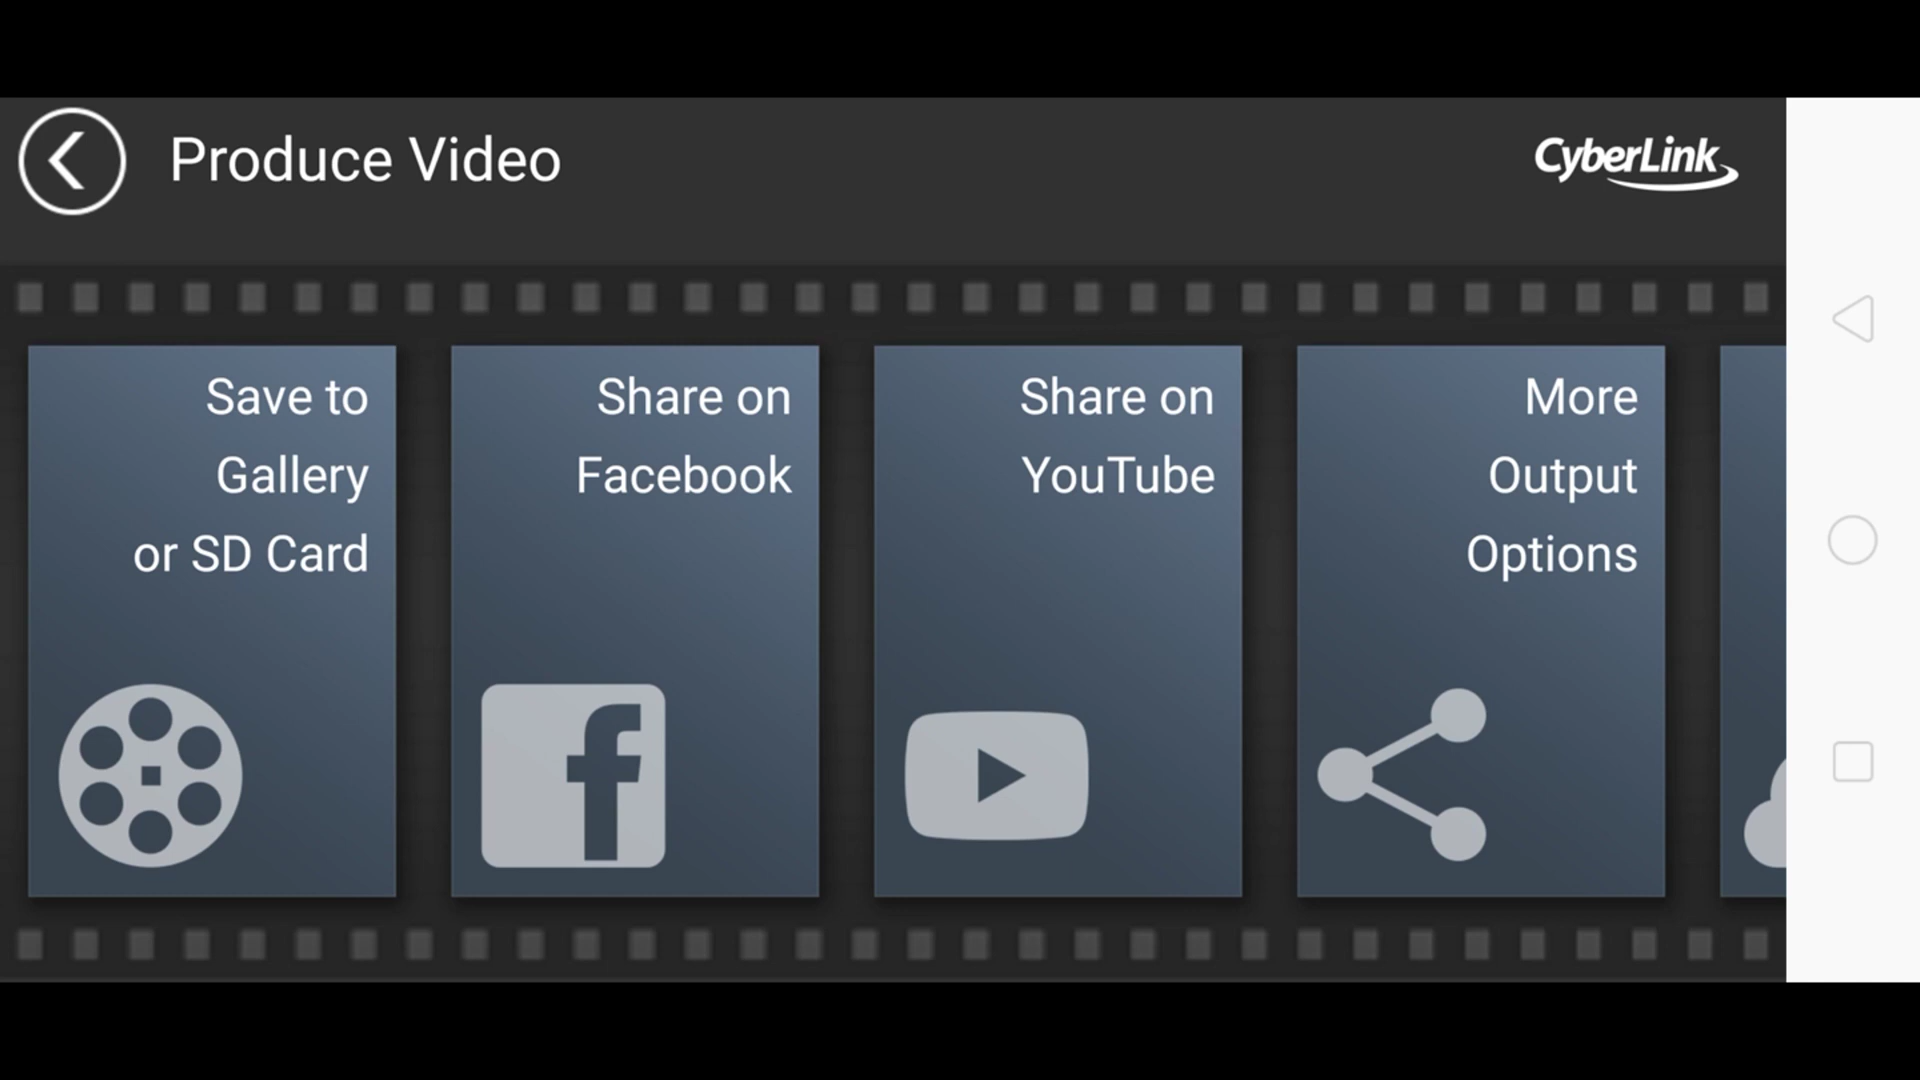 Produce Video
CyberLink
Save to
Gallery
or SD Card
Share on
Facebook
Share on
YouTube
More
Output
Options